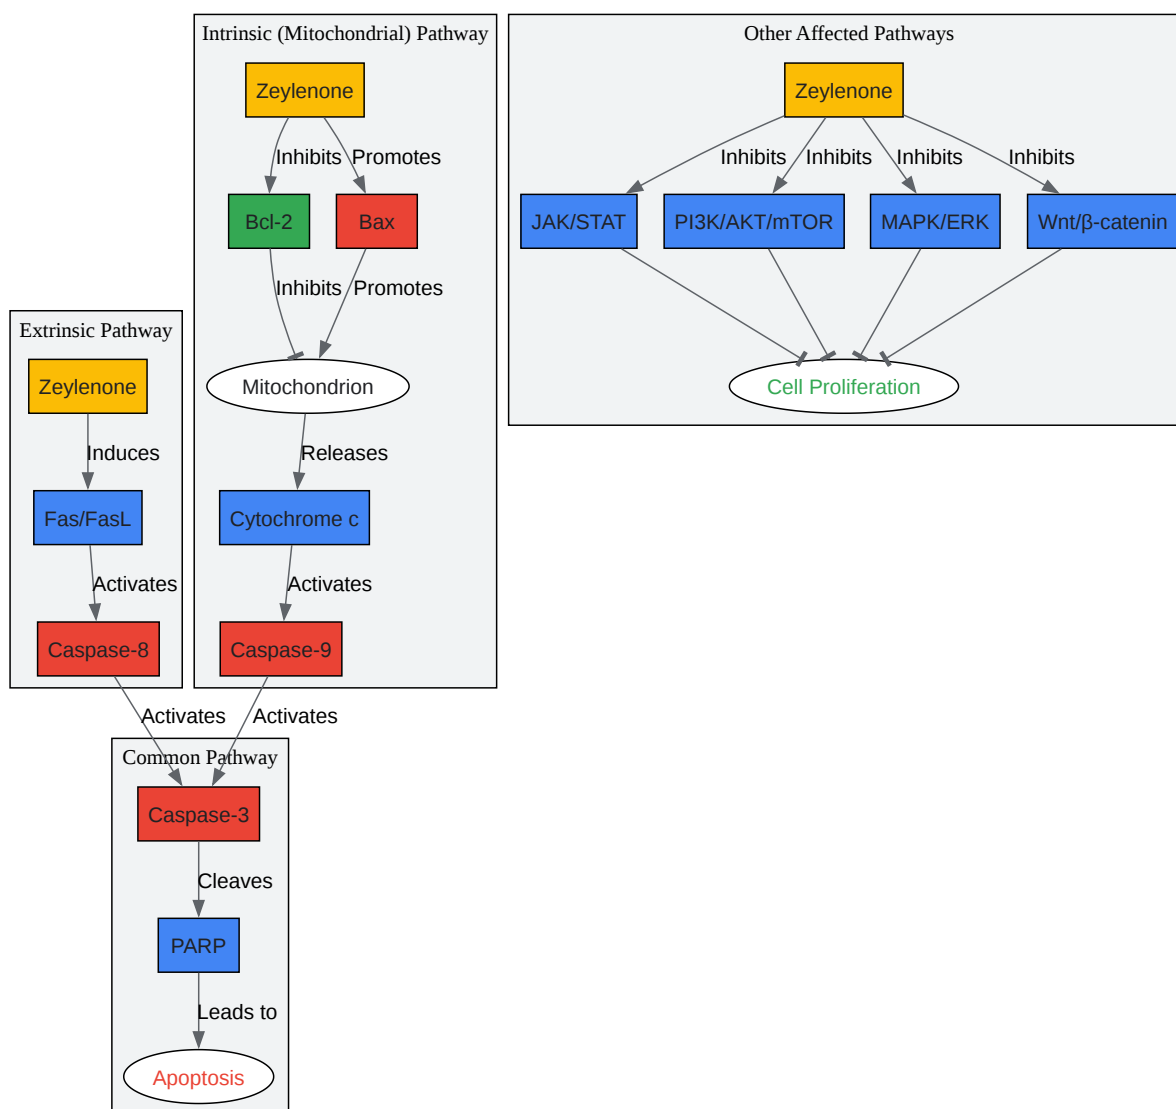 Intrinsic (Mitochondrial) Pathway
Zeylenone
Inhibits
Promotes
Bcl-2
Bax
Inhibits
Promotes
Mitochondrion
Releases
Cytochrome c
Activates
Caspase-9
Activates
Other Affected Pathways
Zeylenone
Inhibits
Inhibits
Inhibits
Inhibits
JAK/STAT
PI3K/AKT/mTOR
MAPK/ERK
Wnt/β-catenin
Cell Proliferation
Extrinsic Pathway
Zeylenone
Induces
Fas/FasL
Activates
Caspase-8
Activates
Common Pathway
Caspase-3
Cleaves
PARP
Leads to
Apoptosis